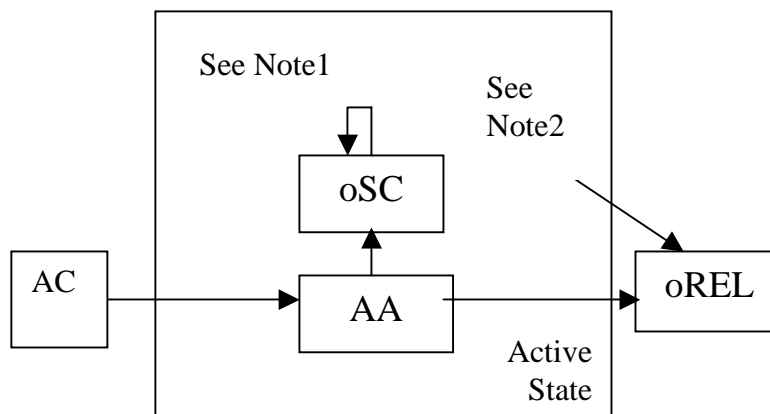 See Note1
See
Note2
oSC
AC
AA
oREL
Active
State